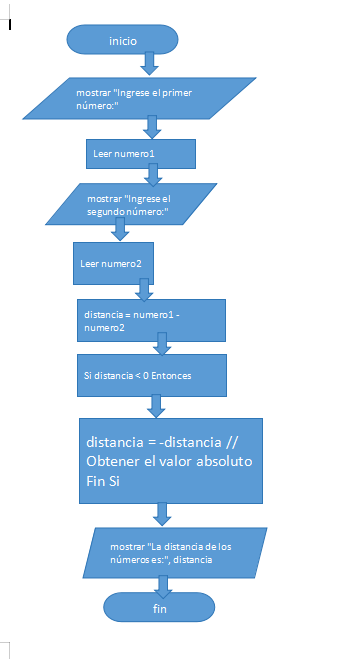 inicio
mostrar "Ingrese el primer
número:"
Leer numero1
mostrar "Ingrese el
segundo número:"
Leer numero2
distancia = numero1 -
numero2
Si distancia < 0 Entonces
distancia = -distancia //
Obtener el valor absoluto
Fin Si
mostrar "La distancia de los
números es:", distancia
fin